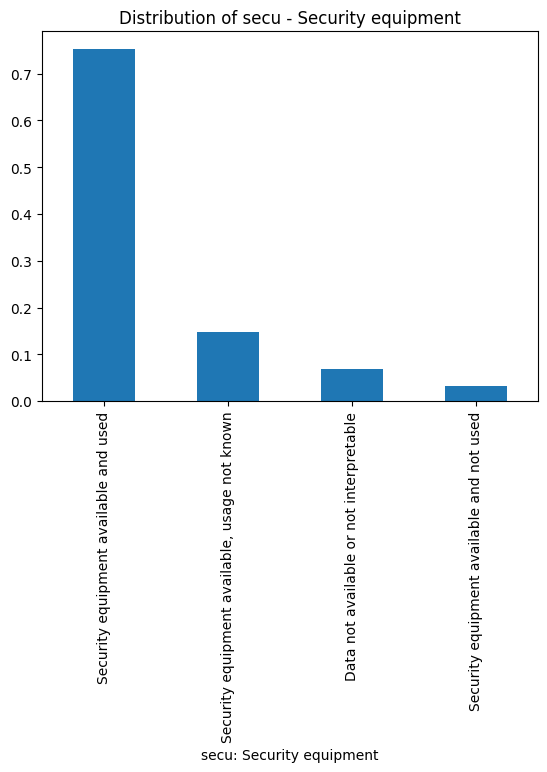 Distribution of secu - Security equipment
0.7
0.6
0.5
0.4
0.3
0.2
0.1
0.0
Security equipment available and used
Security equipment available, usage not known
Data not available or not interpretable
Security equipment available and not used
secu: Security equipment